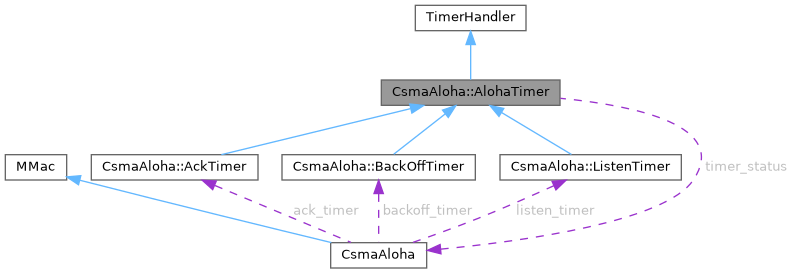 TimerHandler
CsmaAloha::AlohaTimer
MMac
CsmaAloha::AckTimer
CsmaAloha::BackOffTimer
CsmaAloha::ListenTimer
timer_status
ack_timer
backoff_timer
listen_timer
CsmaAloha